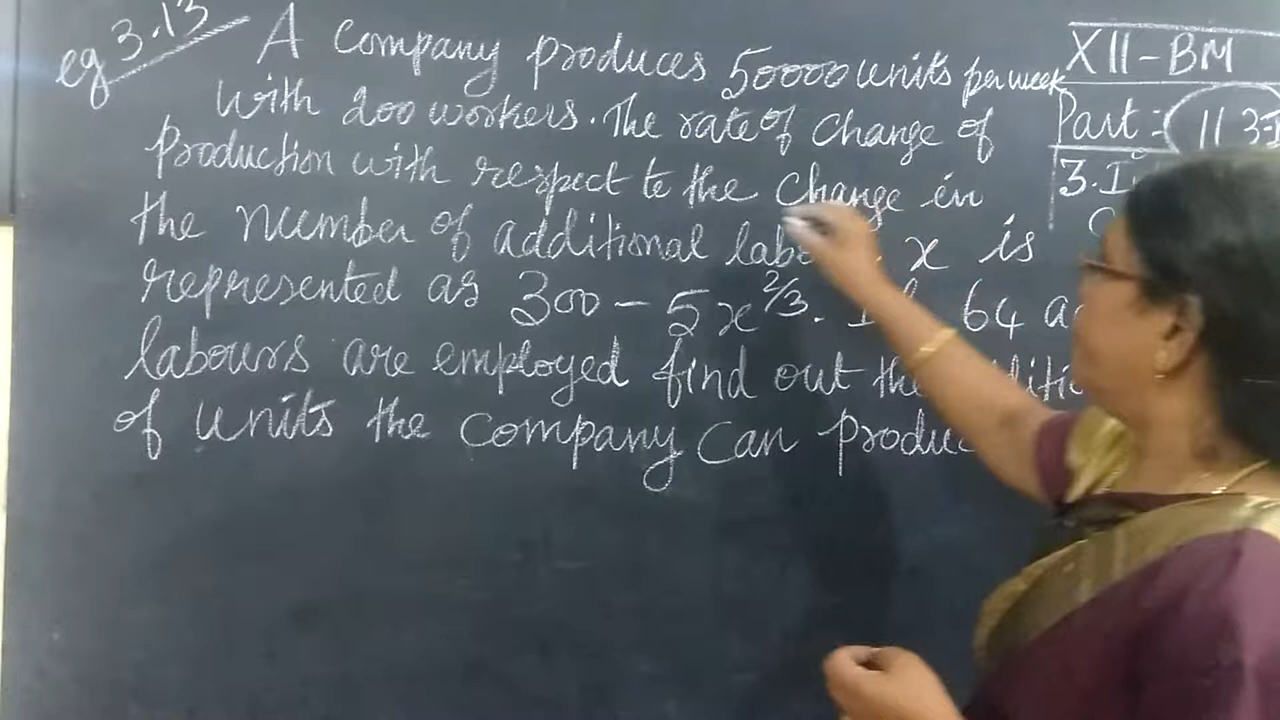 eg 3.13
A Company produces 50000 units per week
with 200 workers. The rate of change of
production with respect to the change in
the number of additional x is
represented as 300 - 5x^2/3. 64
labours are employed find out the
of units the company can
XII - BM
Part = 11
3.